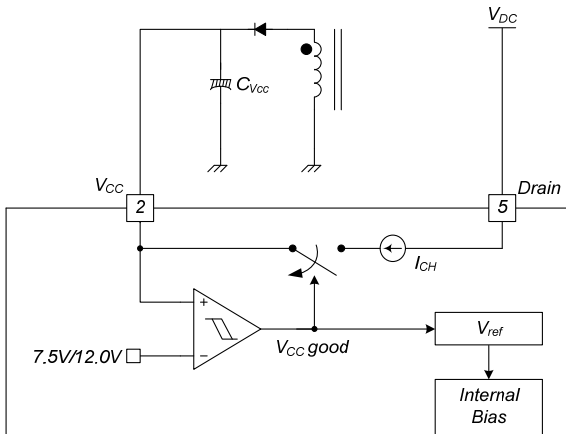 V_DC
C_Vcc
V_CC
2
5
Drain
I_CH
+
7.5V/12.0V
−
V_CC good
V_ref
Internal
Bias